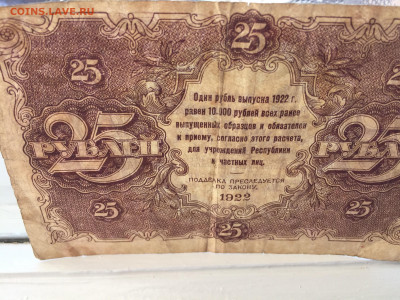 COINS.LAVE.RU
25
25
25
Один рубль выпуска 1922 г.
равен 10.000 рублей всех ранее
выпущенных образцов и обязателен
к приему, согласно этого расчета,
для учреждений Республики
и частных лиц.
25 РУБЛЕЙ
25 РУБЛЕЙ
ПОДДЕЛКА ПРЕСЛЕДУЕТСЯ
ПО ЗАКОНУ.
1922
25
25
25